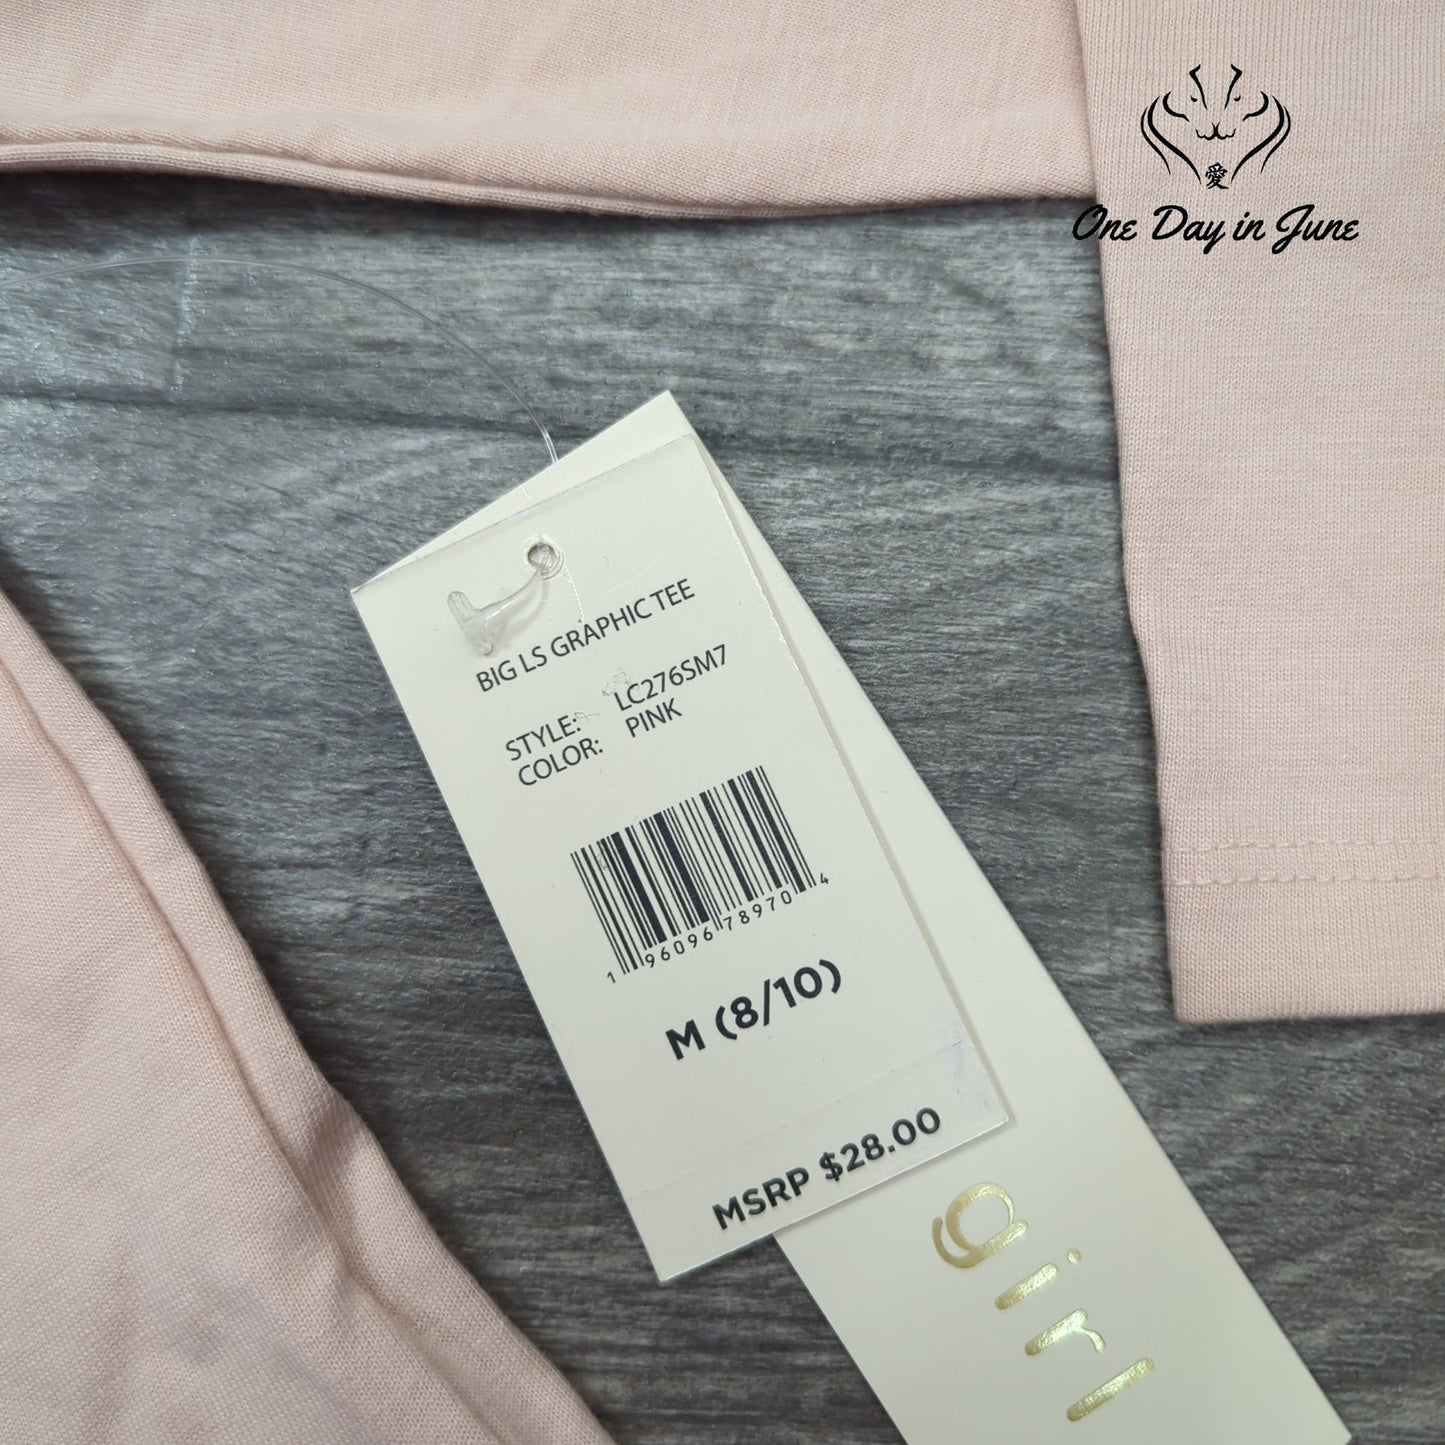 愛
One Day in June
BIG LS GRAPHIC TEE
STYLE: LC276SM7
COLOR: PINK
1 96096 78970 4
M (8/10)
MSRP $28.00
girl